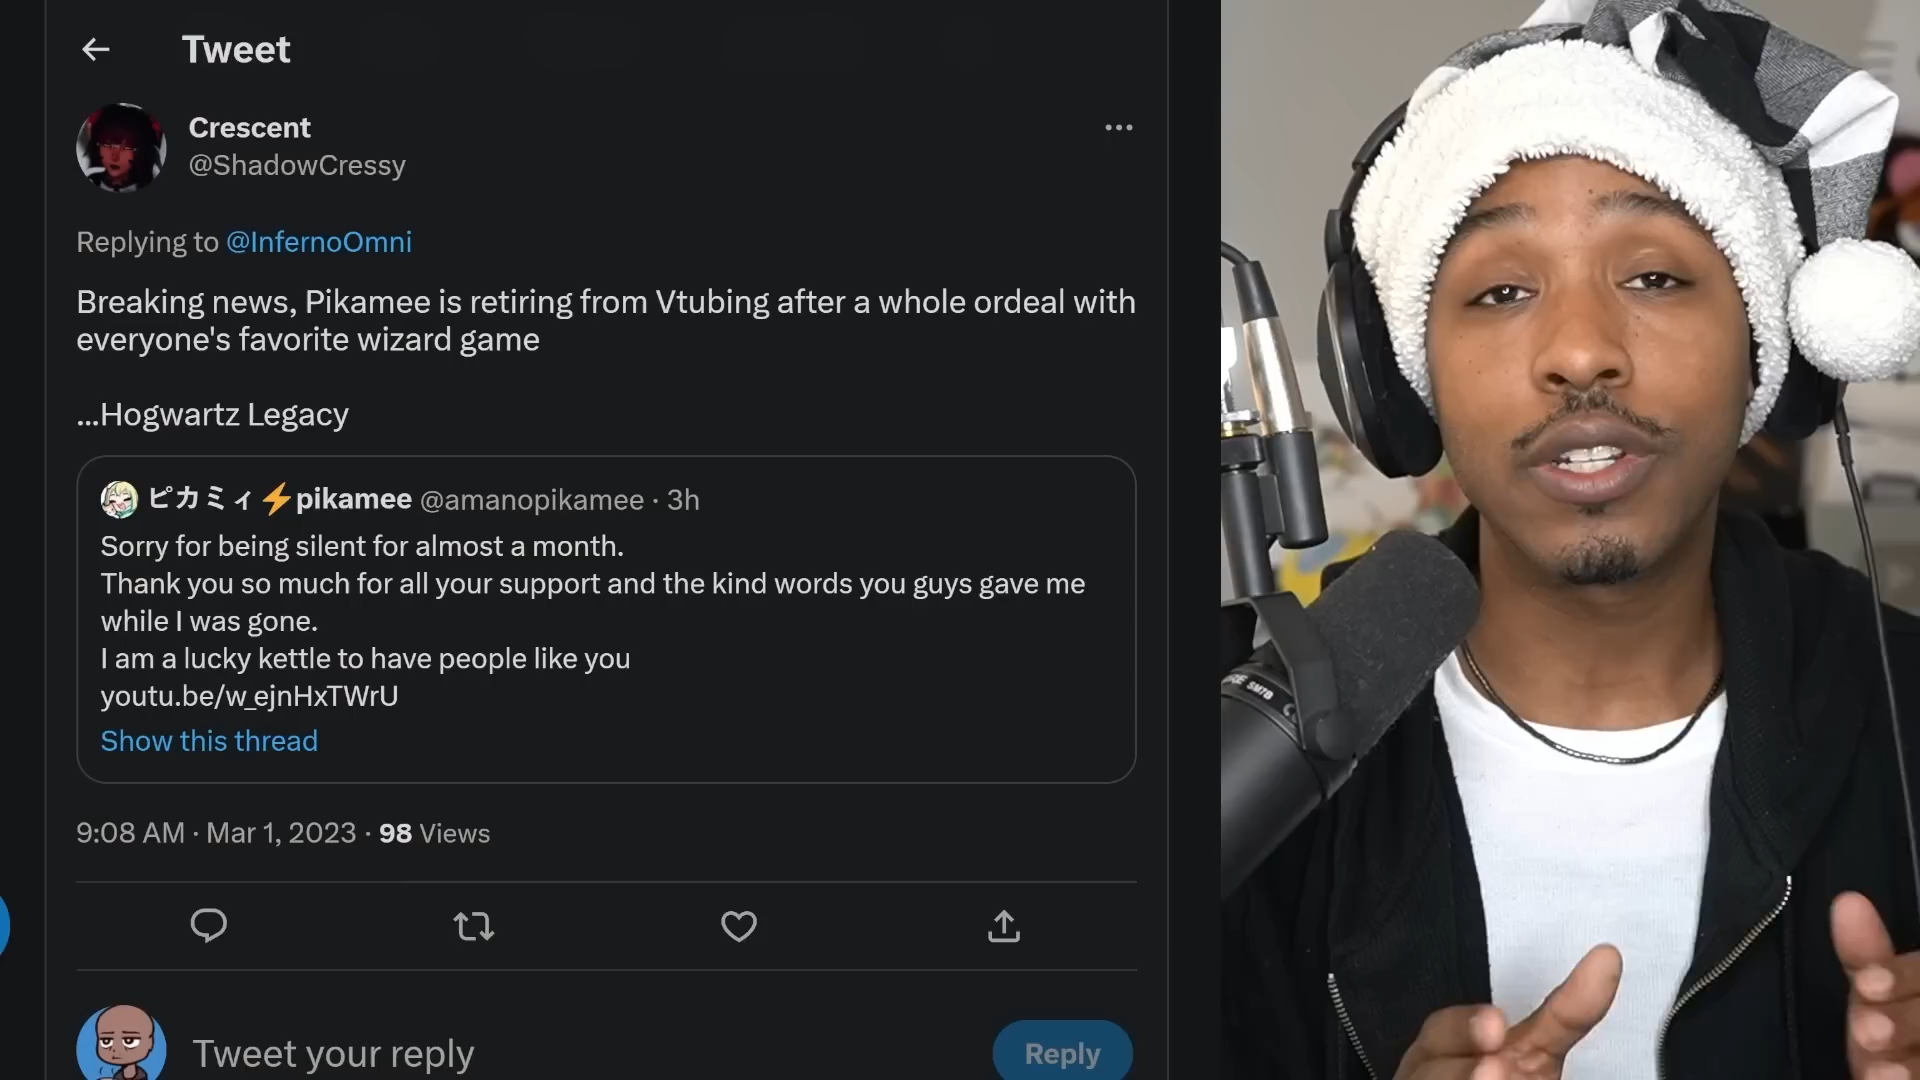 Tweet
Crescent
@ShadowCressy
Replying to @InfernoOmni
Breaking news, Pikamee is retiring from Vtubing after a whole ordeal with
everyone's favorite wizard game
...Hogwartz Legacy
ピカミィ⚡pikamee @amanopikamee · 3h
Sorry for being silent for almost a month.
Thank you so much for all your support and the kind words you guys gave me
while I was gone.
I am a lucky kettle to have people like you
youtu.be/w_ejnHxTWrU
Show this thread
9:08 AM · Mar 1, 2023 · 98 Views
Tweet your reply
Reply
SM7B